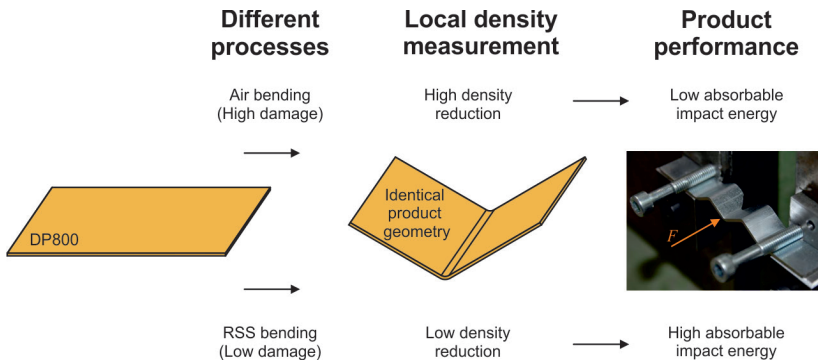 Different
processes
Local density
measurement
Product
performance
Air bending
(High damage)
High density
reduction
Low absorbable
impact energy
DP800
Identical
product
geometry
F
RSS bending
(Low damage)
Low density
reduction
High absorbable
impact energy